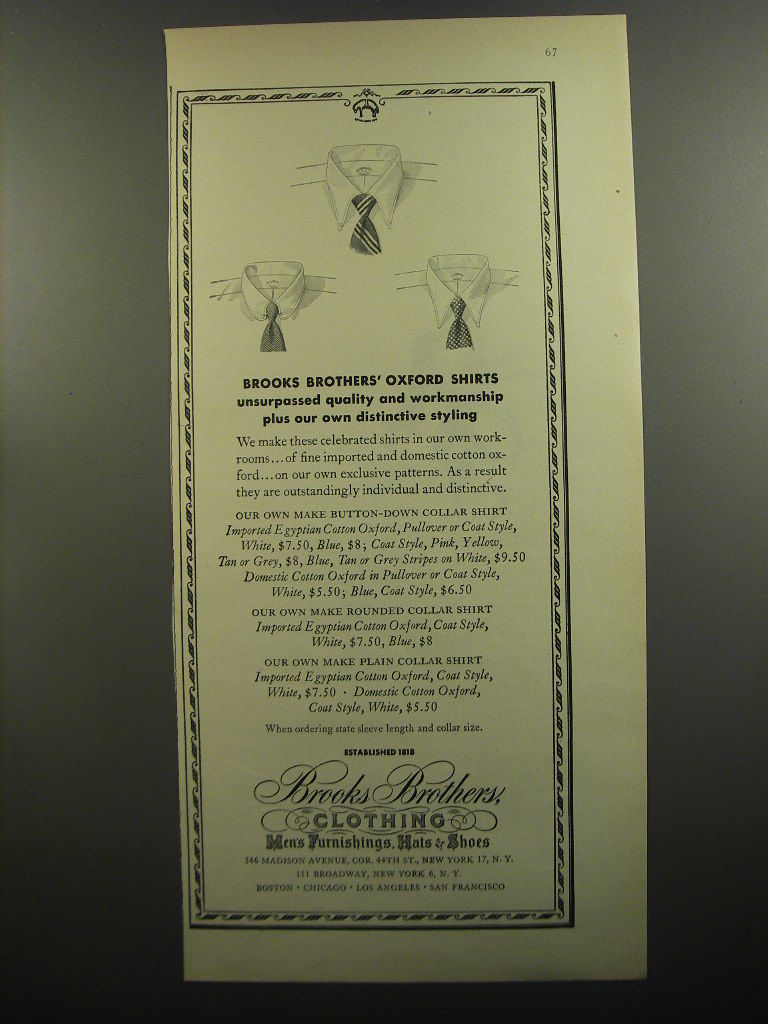 67
BROOKS BROTHERS' OXFORD SHIRTS
unsurpassed quality and workmanship
plus our own distinctive styling
We make these celebrated shirts in our own work-
rooms...of fine imported and domestic cotton ox-
ford...on our own exclusive patterns. As a result
they are outstandingly individual and distinctive.
OUR OWN MAKE BUTTON-DOWN COLLAR SHIRT
Imported Egyptian Cotton Oxford, Pullover or Coat Style,
White, $7.50, Blue, $8; Coat Style, Pink, Yellow,
Tan or Grey, $8, Blue, Tan or Grey Stripes on White, $9.50
Domestic Cotton Oxford in Pullover or Coat Style,
White, $5.50; Blue, Coat Style, $6.50
OUR OWN MAKE ROUNDED COLLAR SHIRT
Imported Egyptian Cotton Oxford, Coat Style,
White, $7.50, Blue, $8
OUR OWN MAKE PLAIN COLLAR SHIRT
Imported Egyptian Cotton Oxford, Coat Style,
White, $7.50 · Domestic Cotton Oxford,
Coat Style, White, $5.50
When ordering state sleeve length and collar size.
ESTABLISHED 1818
Brooks Brothers,
CLOTHING
Men's Furnishings, Hats & Shoes
346 MADISON AVENUE, COR. 44TH ST., NEW YORK 17, N. Y.
111 BROADWAY, NEW YORK 6, N. Y.
BOSTON · CHICAGO · LOS ANGELES · SAN FRANCISCO